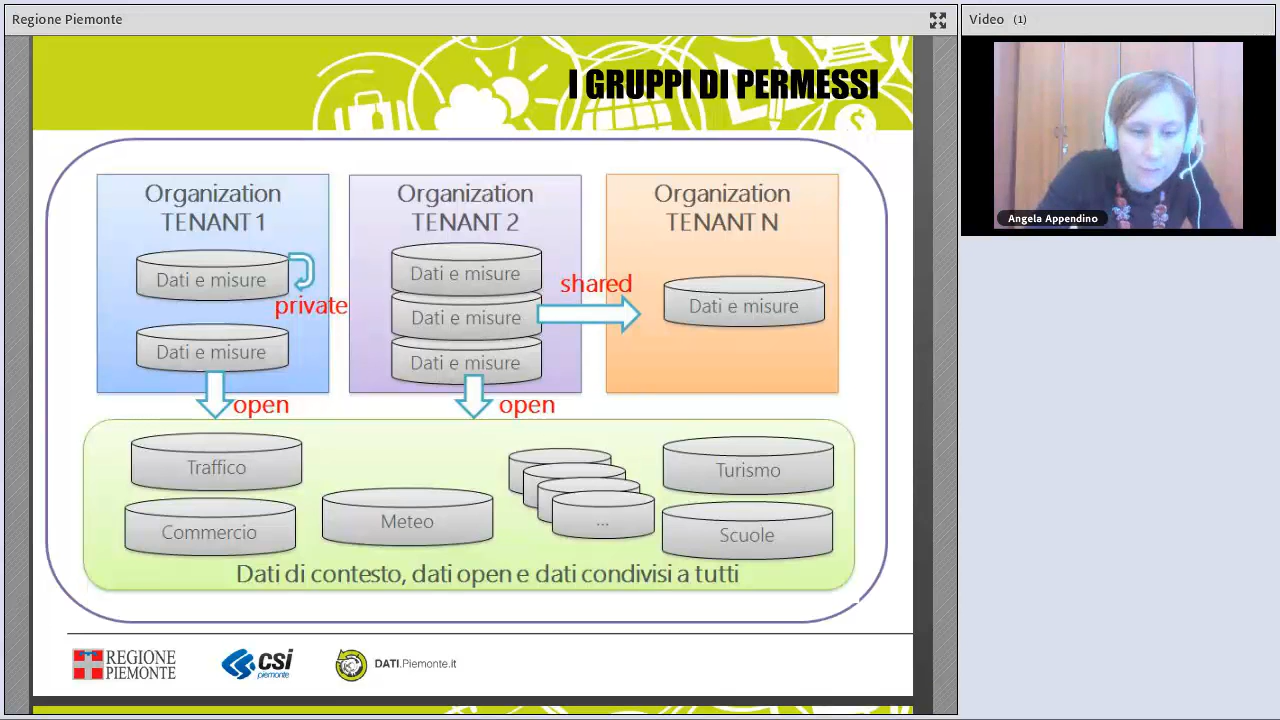 Regione Piemonte
Video (1)
I GRUPPI DI PERMESSI
Organization
TENANT 1
Dati e misure
private
Dati e misure
open
Organization
TENANT 2
Dati e misure
Dati e misure
Dati e misure
shared
open
Organization
TENANT N
Dati e misure
Traffico
Commercio
Meteo
...
Turismo
Scuole
Dati di contesto, dati open e dati condivisi a tutti
REGIONE
PIEMONTE
csi
piemonte
DATI.Piemonte.it
Angela Appendino